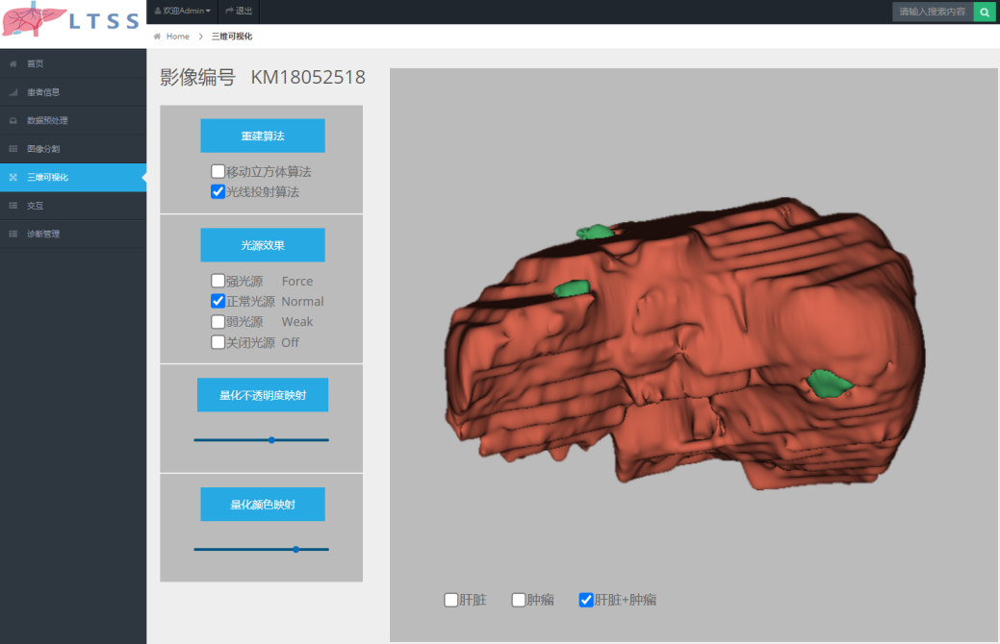 LTSS
欢迎Admin
退出
请输入搜索内容
Home
三维可视化
首页
患者信息
数据预处理
图像分割
三维可视化
交互
诊断管理
影像编号 KM18052518
重建算法
移动立方体算法
光线投射算法
光源效果
强光源 Force
正常光源 Normal
弱光源 Weak
关闭光源 Off
量化不透明度映射
量化颜色映射
肝脏
肿瘤
肝脏+肿瘤